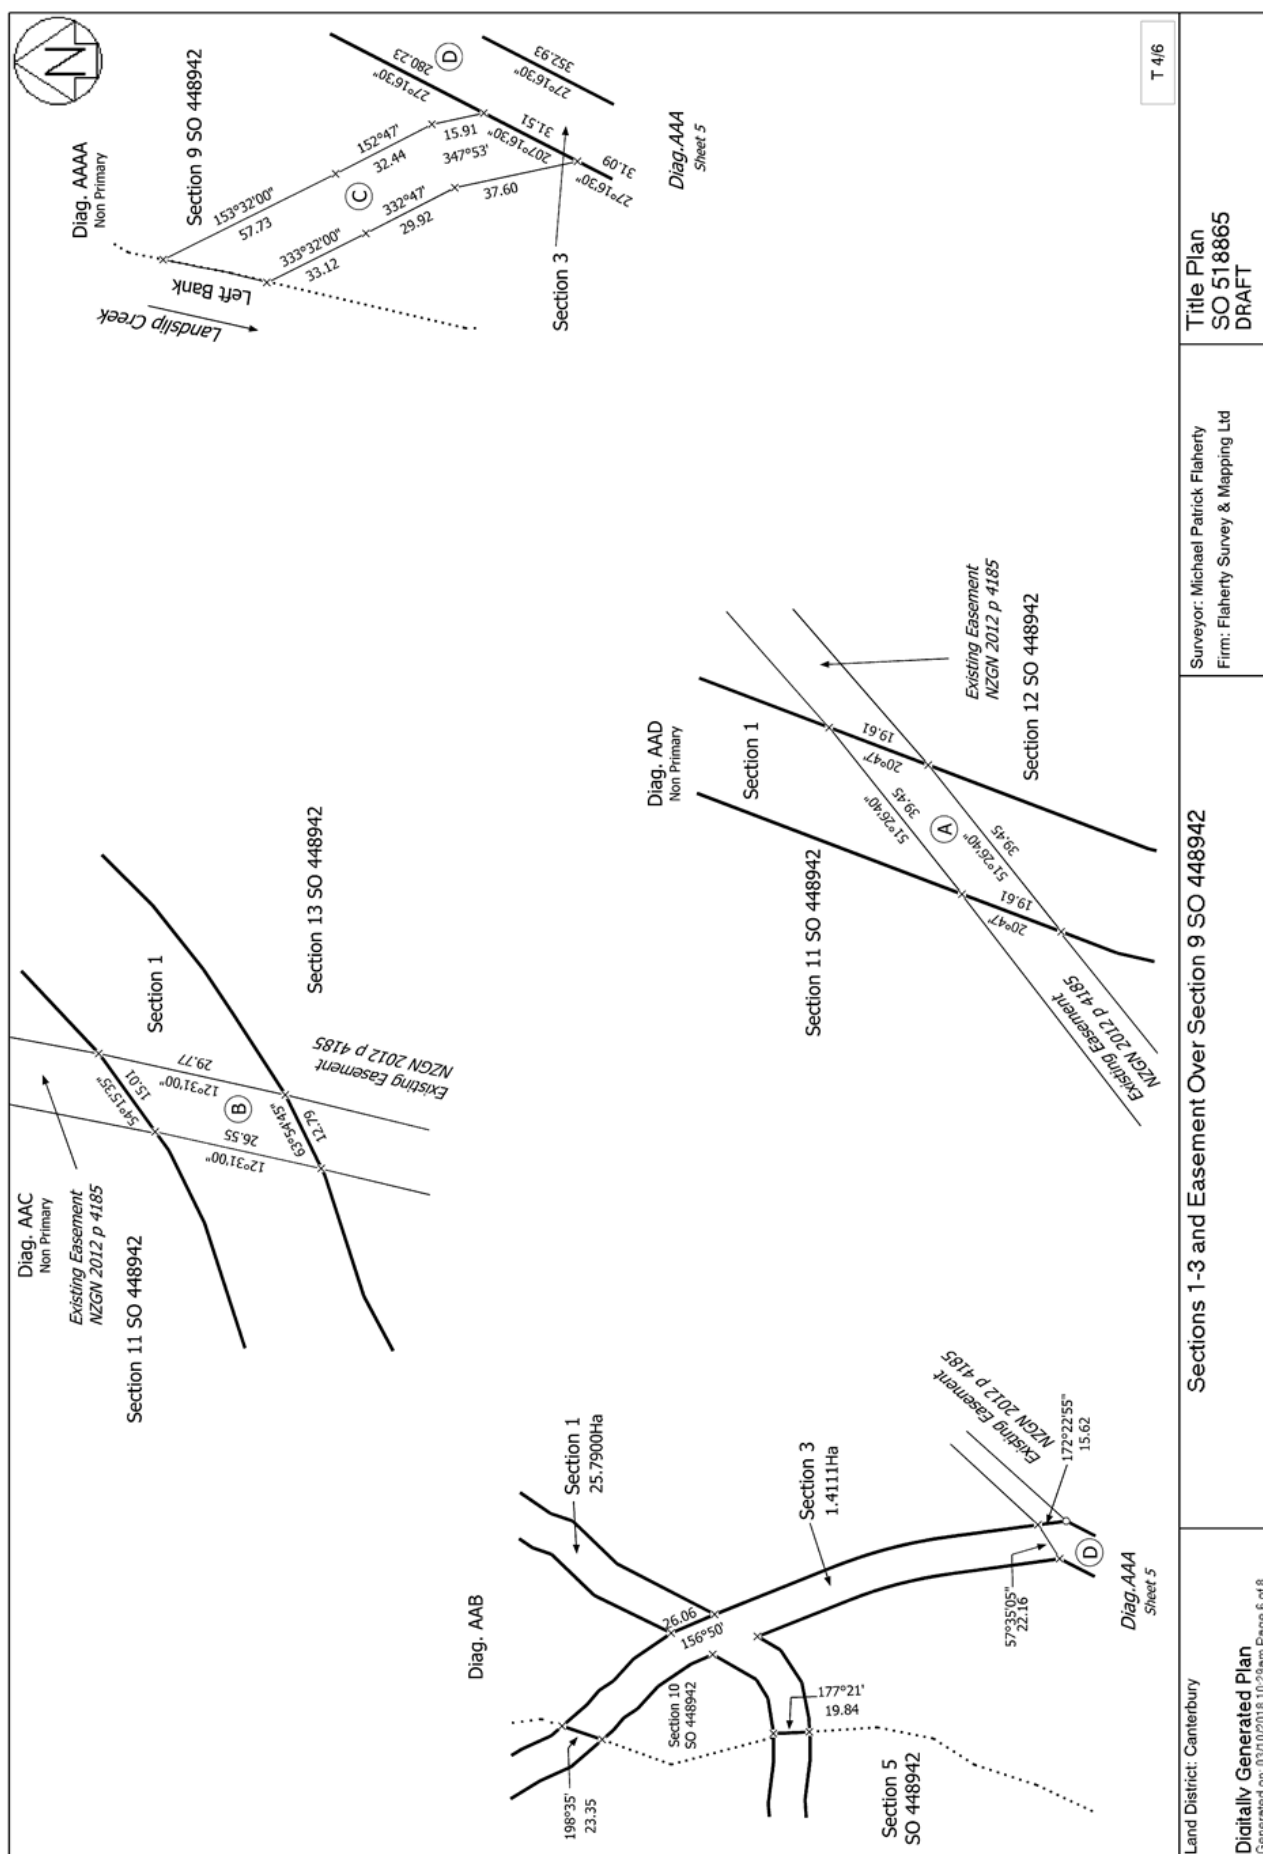 N
Diag. AAAA
Non Primary
Section 9 SO 448942
153°32'00"
57.73
152°47'
32.44
15.91
347°53'
280.23
27°16'30"
D
352.93
27°16'30"
31.51
207°16'30"
31.09
27°16'30"
C
332°47'
29.92
37.60
333°32'00"
33.12
Left Bank
Landslip Creek
Section 3
Diag.AAA
Sheet 5
Diag. AAC
Non Primary
Existing Easement
NZGN 2012 p 4185
Section 11 SO 448942
54°15'35"
15.01
Section 1
29.77
12°31'00"
B
26.55
12°31'00"
63°54'45"
12.79
Existing Easement
NZGN 2012 p 4185
Section 13 SO 448942
Diag. AAD
Non Primary
Section 1
Section 11 SO 448942
51°26'40"
39.45
19.61
20°47'
A
51°26'40"
39.45
19.61
20°47'
Existing Easement
NZGN 2012 p 4185
Section 12 SO 448942
Existing Easement
NZGN 2012 p 4185
Diag. AAB
Section 1
25.7900Ha
Section 3
1.4111Ha
26.06
156°50'
Section 10
SO 448942
198°35'
23.35
177°21'
19.84
Section 5
SO 448942
57°35'05"
22.16
D
172°22'55"
15.62
Existing Easement
NZGN 2012 p 4185
Diag.AAA
Sheet 5
T 4/6
Land District: Canterbury
Digitally Generated Plan
Generated on: 03/10/2018 10:29am Page 6 of 8
Sections 1-3 and Easement Over Section 9 SO 448942
Surveyor: Michael Patrick Flaherty
Firm: Flaherty Survey & Mapping Ltd
Title Plan
SO 518865
DRAFT